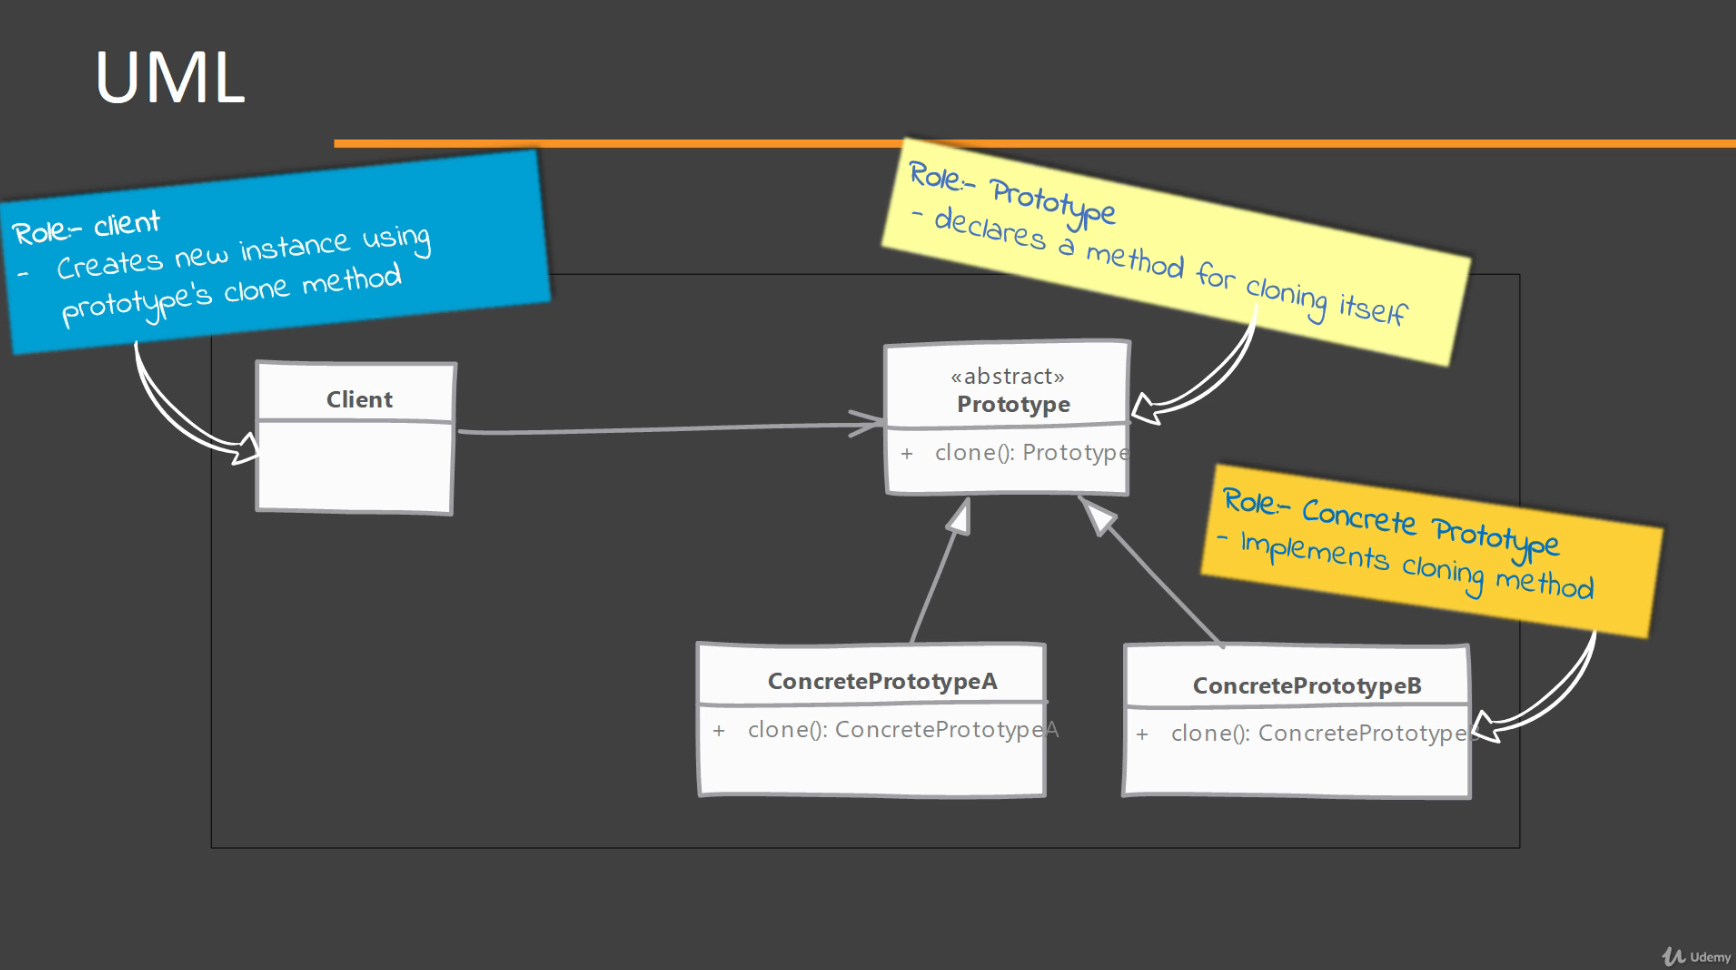 UML
Role:- client
- Creates new instance using
prototype's clone method
Role:- Prototype
- declares a method for cloning itself
Client
«abstract»
Prototype
+ clone(): Prototype
Role:- Concrete Prototype
- Implements cloning method
ConcretePrototypeA
+ clone(): ConcretePrototypeA
ConcretePrototypeB
+ clone(): ConcretePrototypeB
Udemy